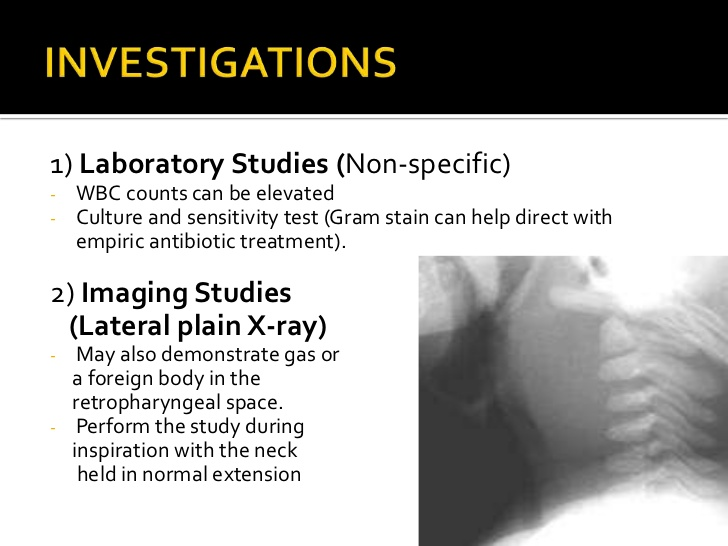 INVESTIGATIONS
1) Laboratory Studies (Non-specific)
- WBC counts can be elevated
- Culture and sensitivity test (Gram stain can help direct with
empiric antibiotic treatment).
2) Imaging Studies
(Lateral plain X-ray)
- May also demonstrate gas or
a foreign body in the
retropharyngeal space.
- Perform the study during
inspiration with the neck
held in normal extension